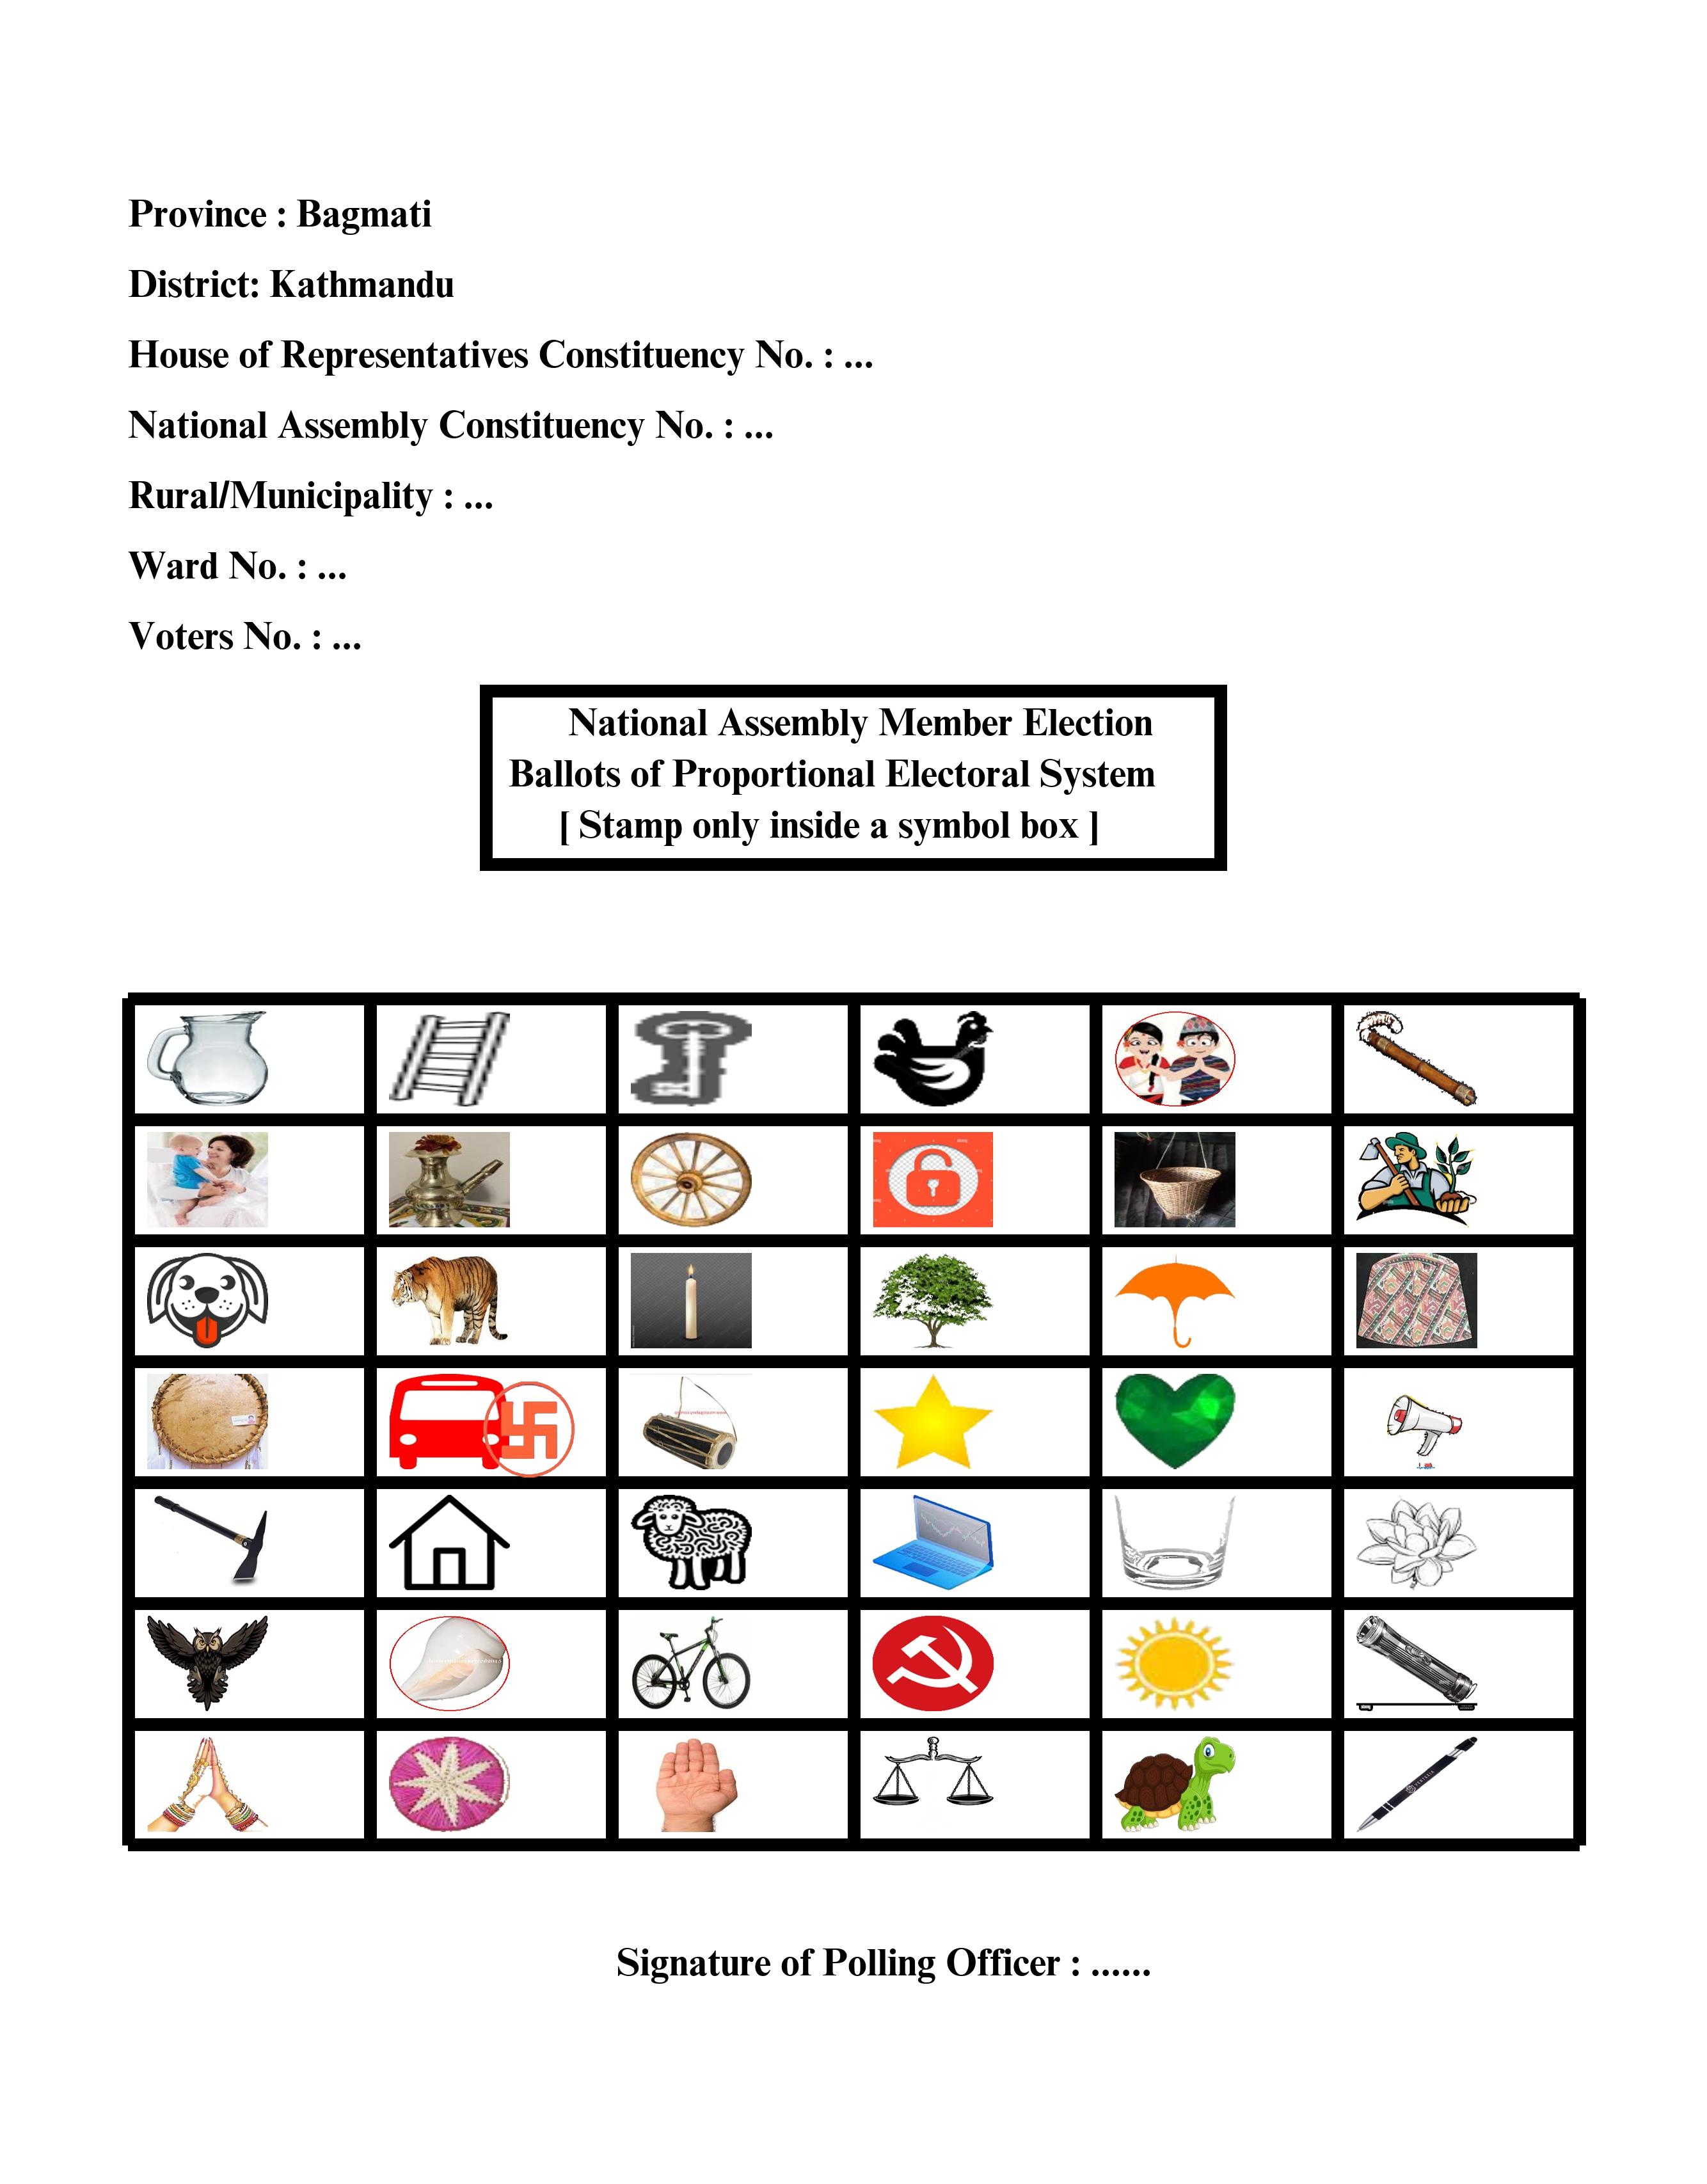 Province : Bagmati
District: Kathmandu
House of Representatives Constituency No. : ...
National Assembly Constituency No. : ...
Rural/Municipality : ...
Ward No. : ...
Voters No. : ...
National Assembly Member Election
Ballots of Proportional Electoral System
[ Stamp only inside a symbol box ]
Signature of Polling Officer : ......